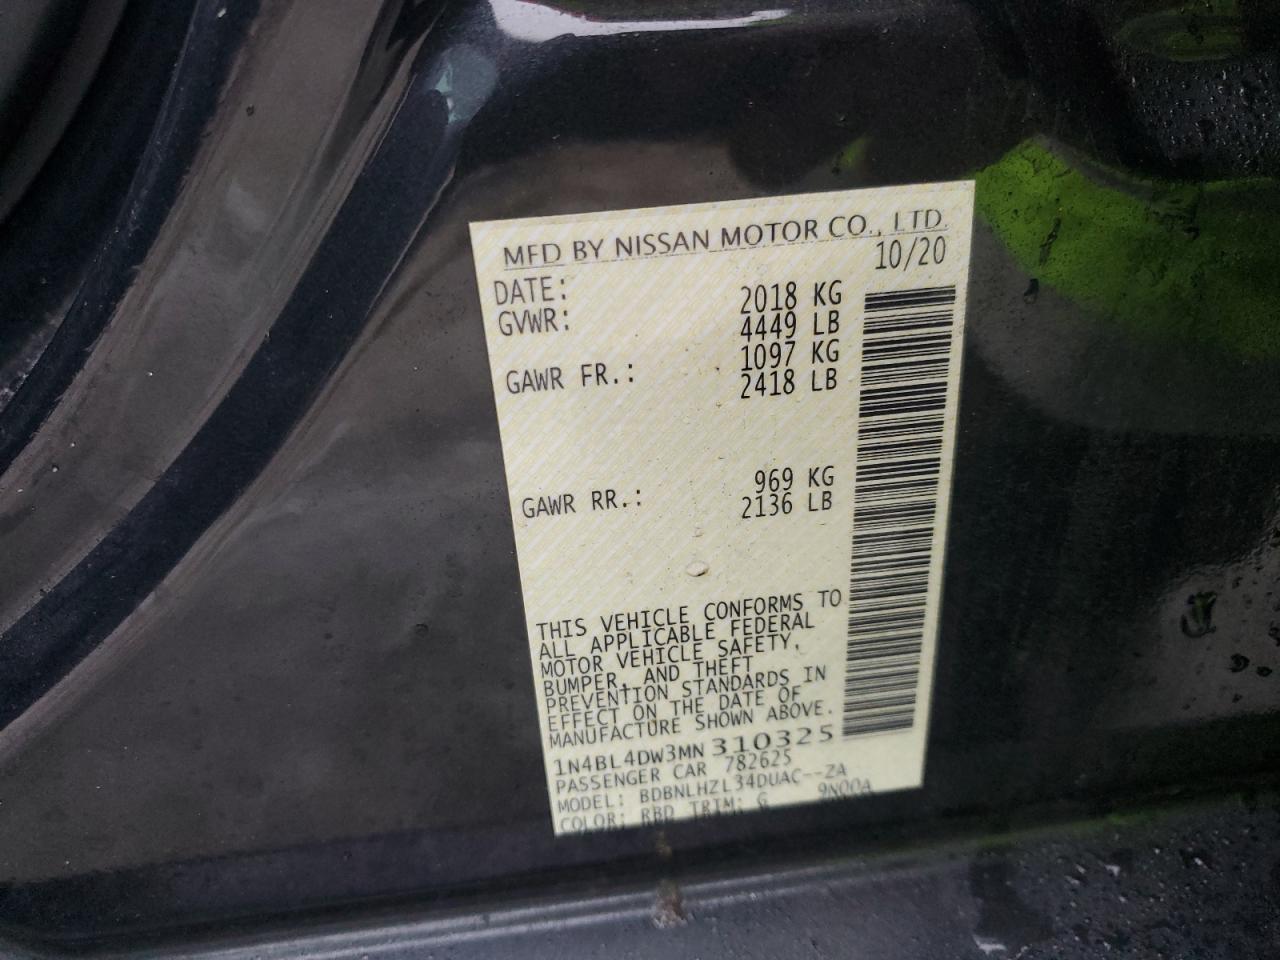 MFD BY NISSAN MOTOR CO., LTD.
DATE: 10/20
GVWR: 2018 KG
4449 LB
GAWR FR.: 1097 KG
2418 LB
GAWR RR.: 969 KG
2136 LB
THIS VEHICLE CONFORMS TO
ALL APPLICABLE FEDERAL
MOTOR VEHICLE SAFETY,
BUMPER, AND THEFT
PREVENTION STANDARDS IN
EFFECT ON THE DATE OF
MANUFACTURE SHOWN ABOVE.
1N4BL4DW3MN310325
PASSENGER CAR 782625
MODEL: BDBNLHZL34DUAC--ZA
COLOR: RBD TRIM: G 9N00A